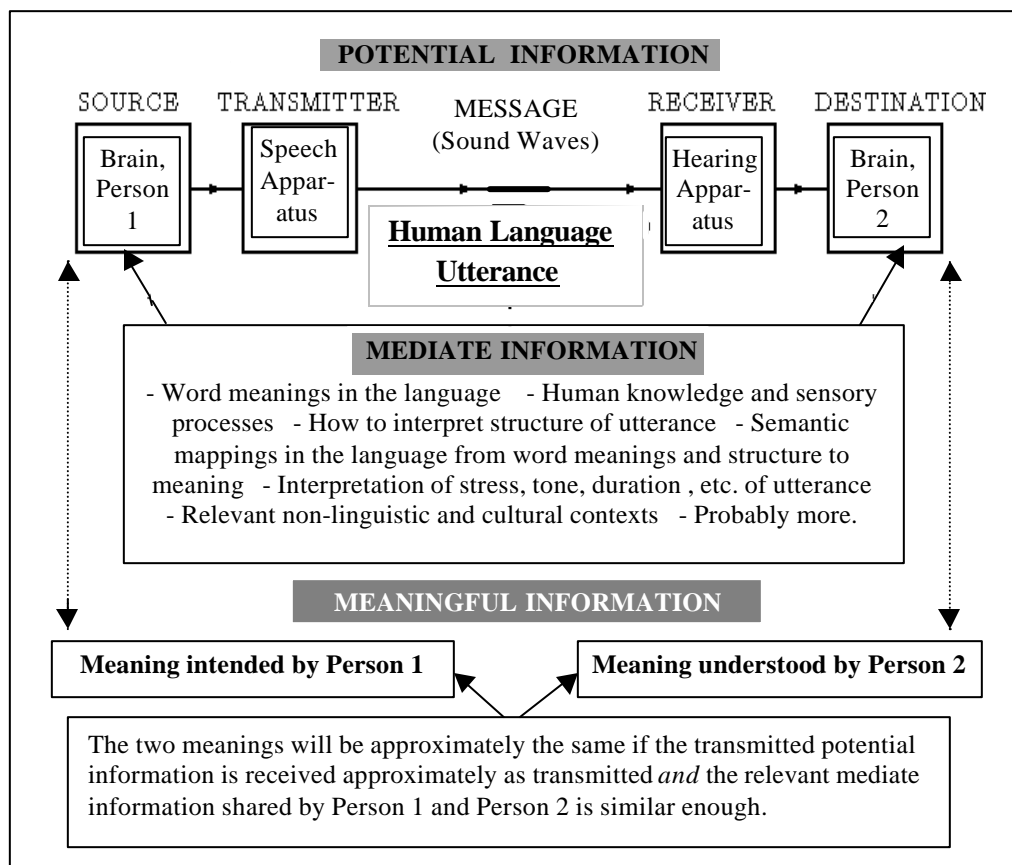 POTENTIAL INFORMATION
SOURCE
TRANSMITTER
MESSAGE
(Sound Waves)
RECEIVER
DESTINATION
Brain,
Person
1
Speech
Appar-
atus
Hearing
Appar-
atus
Brain,
Person
2
Human Language
Utterance
MEDIATE INFORMATION
- Word meanings in the language - Human knowledge and sensory
processes - How to interpret structure of utterance - Semantic
mappings in the language from word meanings and structure to
meaning - Interpretation of stress, tone, duration , etc. of utterance
- Relevant non-linguistic and cultural contexts - Probably more.
MEANINGFUL INFORMATION
Meaning intended by Person 1
Meaning understood by Person 2
The two meanings will be approximately the same if the transmitted potential
information is received approximately as transmitted and the relevant mediate
information shared by Person 1 and Person 2 is similar enough.